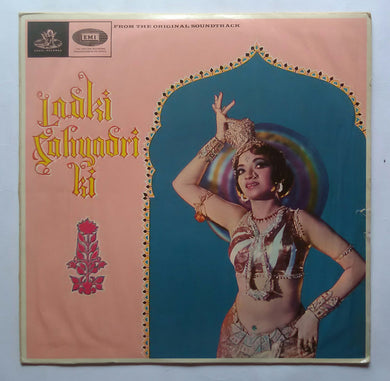 EMI
FROM THE ORIGINAL SOUNDTRACK
Ladki
Sahyadri
ki